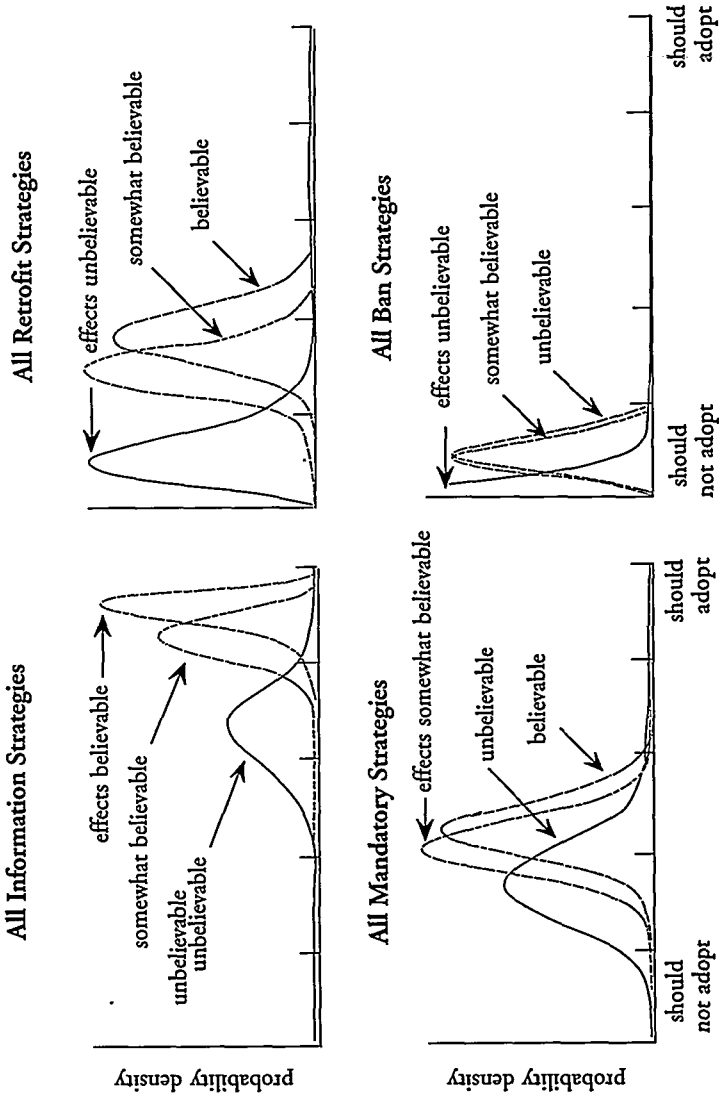 All Information Strategies
probability density
effects believable
somewhat believable
unbelievable
unbelievable
All Retrofit Strategies
effects unbelievable
somewhat believable
believable
All Mandatory Strategies
probability density
effects somewhat believable
unbelievable
believable
should
not adopt
should
adopt
All Ban Strategies
effects unbelievable
somewhat believable
unbelievable
should
not adopt
should
adopt